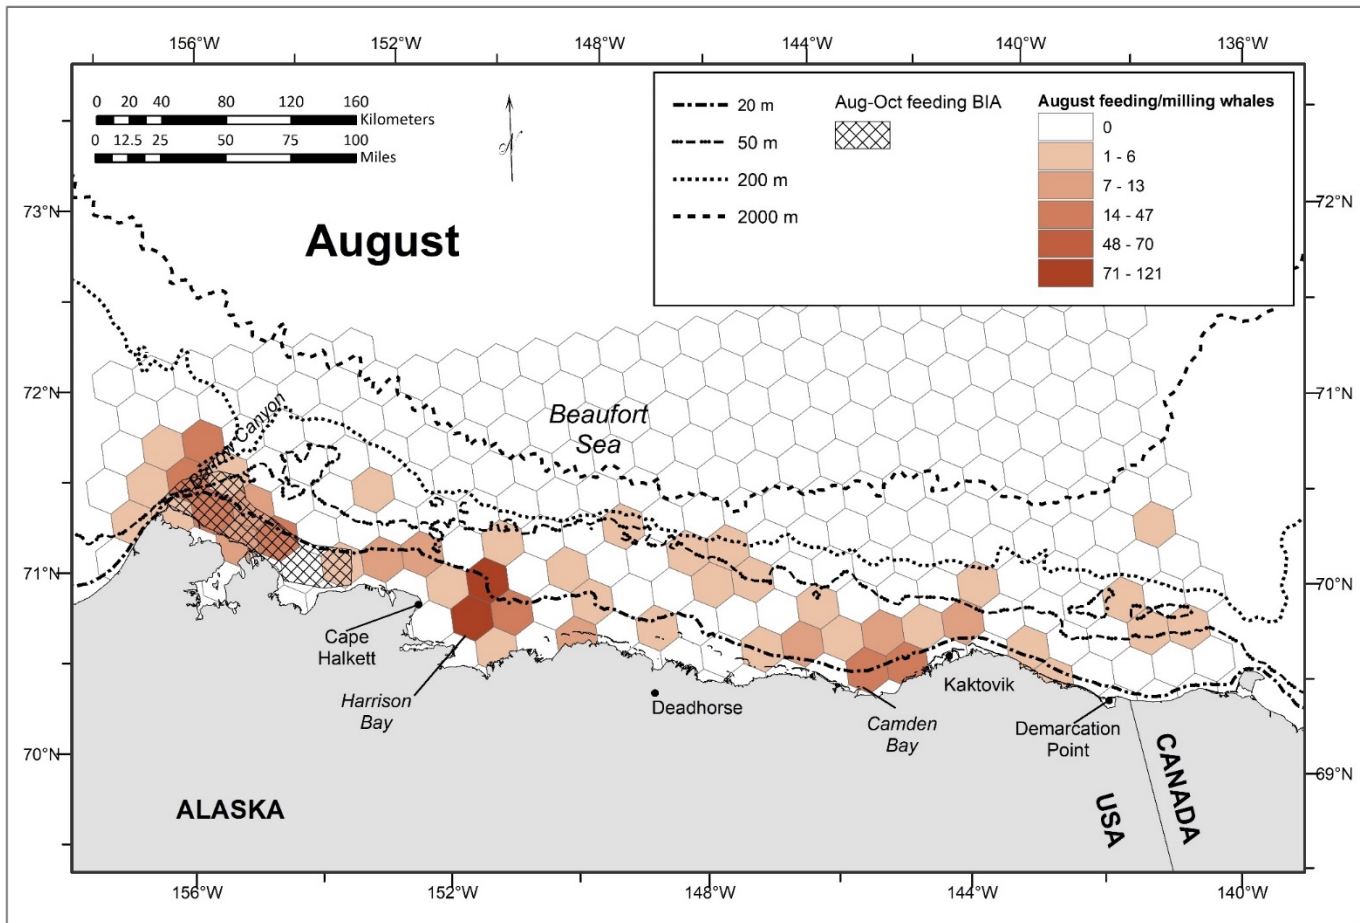 156°W
152°W
148°W
144°W
140°W
136°W
0 20 40 80 120 160
Kilometers
0 12.5 25 50 75 100
Miles
N
20 m
50 m
200 m
2000 m
Aug-Oct feeding BIA
August feeding/milling whales
0
1 - 6
7 - 13
14 - 47
48 - 70
71 - 121
73°N
72°N
August
72°N
71°N
Beaufort
Sea
Barrow Canyon
71°N
70°N
Cape
Halkett
Harrison
Bay
Deadhorse
Kaktovik
Camden
Bay
Demarcation
Point
70°N
69°N
ALASKA
USA
CANADA
156°W
152°W
148°W
144°W
140°W